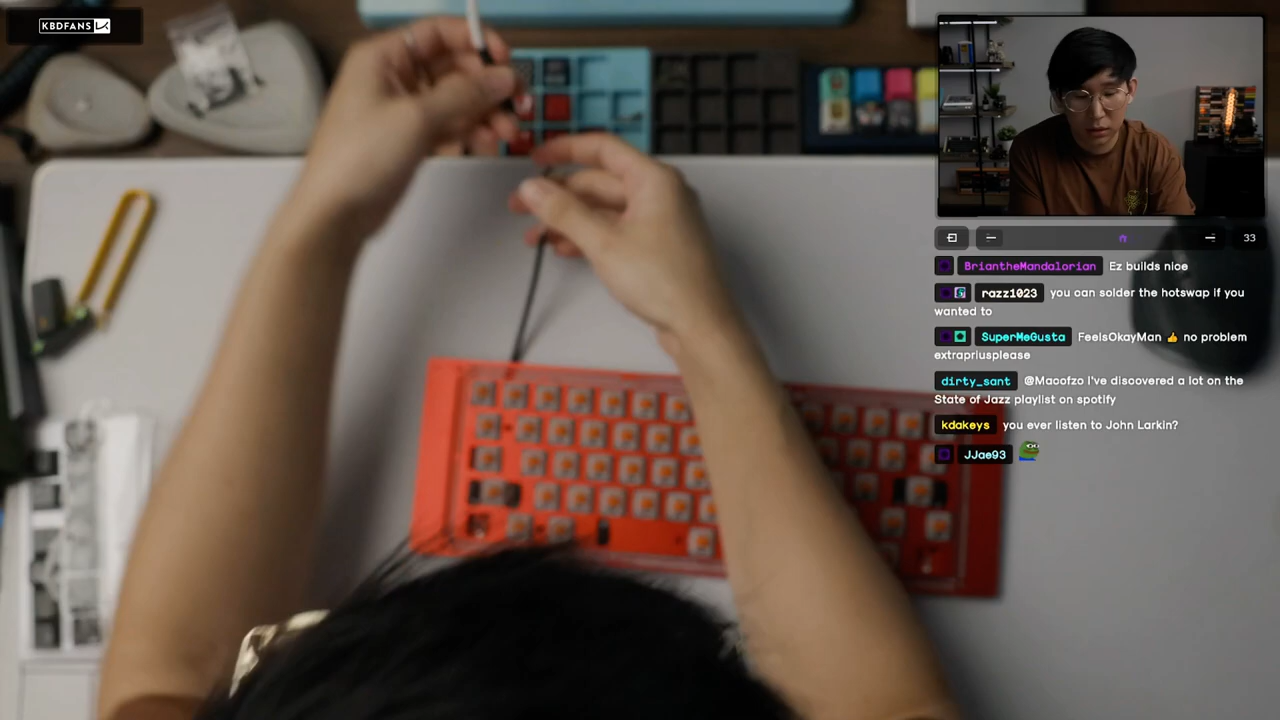 KBDFANS
33
BriantheMandalorian Ez builds nice
razz1023 you can solder the hotswap if you
wanted to
SuperMeGusta FeelsOkayMan 👍 no problem
extrapriusplease
dirty_sant @Macofzo I've discovered a lot on the
State of Jazz playlist on spotify
kdakeys you ever listen to John Larkin?
JJae93